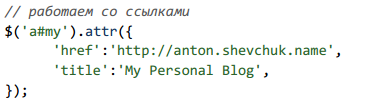 // работаем со ссылками
$('a#my').attr({
'href':'http://anton.shevchuk.name',
'title':'My Personal Blog',
});